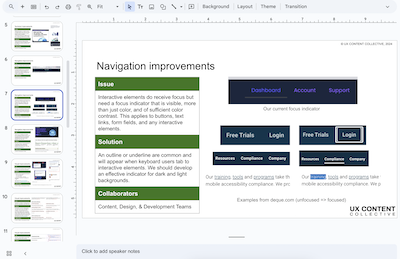 Fit
Background
Layout
Theme
Transition
5
6
7
8
9
10
11
© UX CONTENT COLLECTIVE, 2024
Navigation improvements
Issue
Interactive elements do receive focus but
need a focus indicator that is visible, more
than just color, and of sufficient color
contrast. This applies to buttons, text
links, form fields, and any interactive
elements.
Solution
An outline or underline are common and
will appear when keyboard users tab to
interactive elements. We should develop
an effective indicator for dark and light
backgrounds.
Collaborators
Content, Design, & Development Teams
Dashboard Account Support
Our current focus indicator
Free Trials Login
Free Trials Login
Resources Compliance Company
Resources Compliance Company
Our training, tools and programs take th
mobile accessibility compliance. We prc
Our training, tools and programs take
mobile accessibility compliance. We p
Examples from deque.com (unfocused => focused)
UX CONTENT
COLLECTIVE
Click to add speaker notes